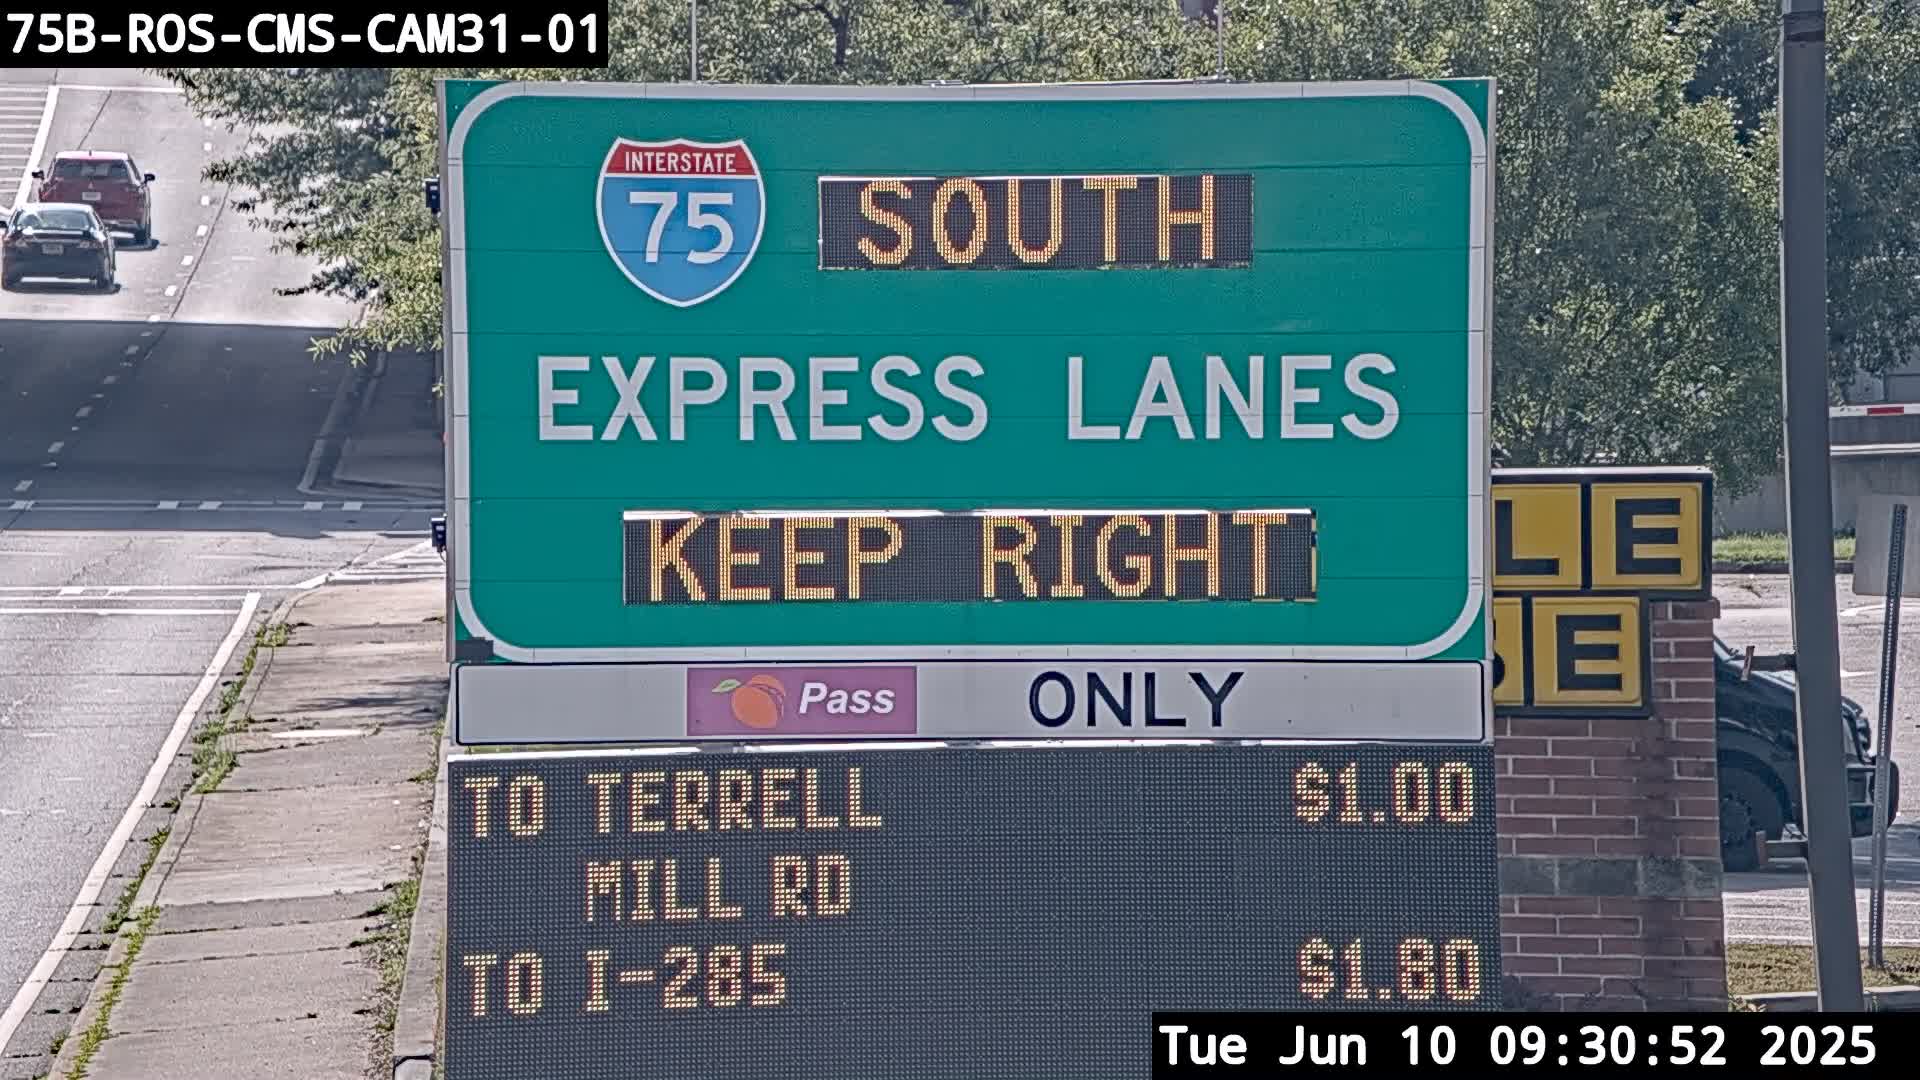 75B-ROS-CMS-CAM31-01
INTERSTATE
75
SOUTH
EXPRESS LANES
KEEP RIGHT
LE
E
Pass ONLY
TO TERRELL $1.00
MILL RD
TO I-285 $1.80
Tue Jun 10 09:30:52 2025